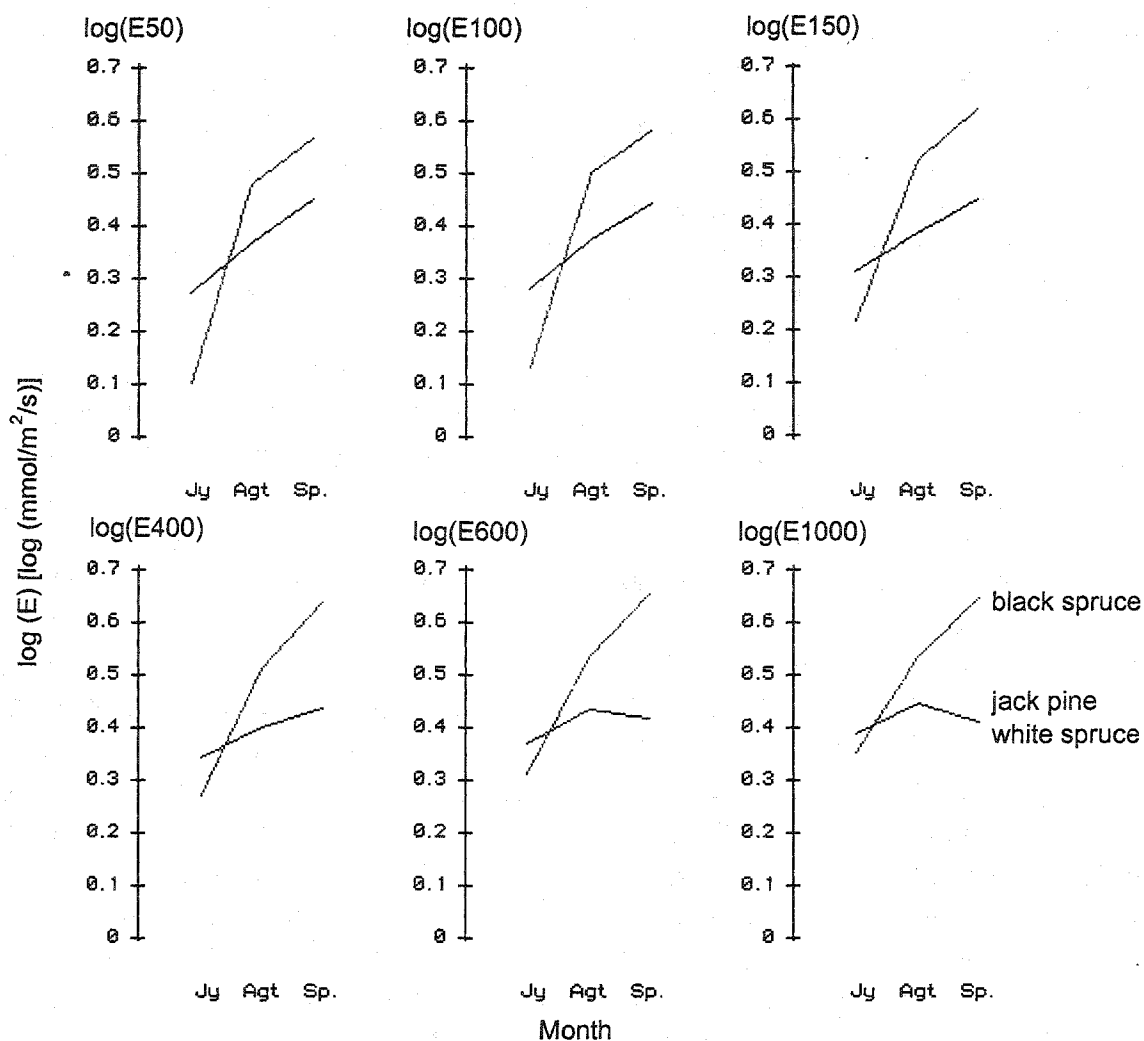 log(E50)
0.7
0.6
0.5
0.4
0.3
0.2
0.1
0
Jy Agt Sp.
log(E100)
0.7
0.6
0.5
0.4
0.3
0.2
0.1
0
Jy Agt Sp.
log(E150)
0.7
0.6
0.5
0.4
0.3
0.2
0.1
0
Jy Agt Sp.
log (E) [log (mmol/m²/s)]
log(E400)
0.7
0.6
0.5
0.4
0.3
0.2
0.1
0
Jy Agt Sp.
log(E600)
0.7
0.6
0.5
0.4
0.3
0.2
0.1
0
Jy Agt Sp.
log(E1000)
0.7
0.6
0.5
0.4
0.3
0.2
0.1
0
Jy Agt Sp.
black spruce
jack pine
white spruce
Month